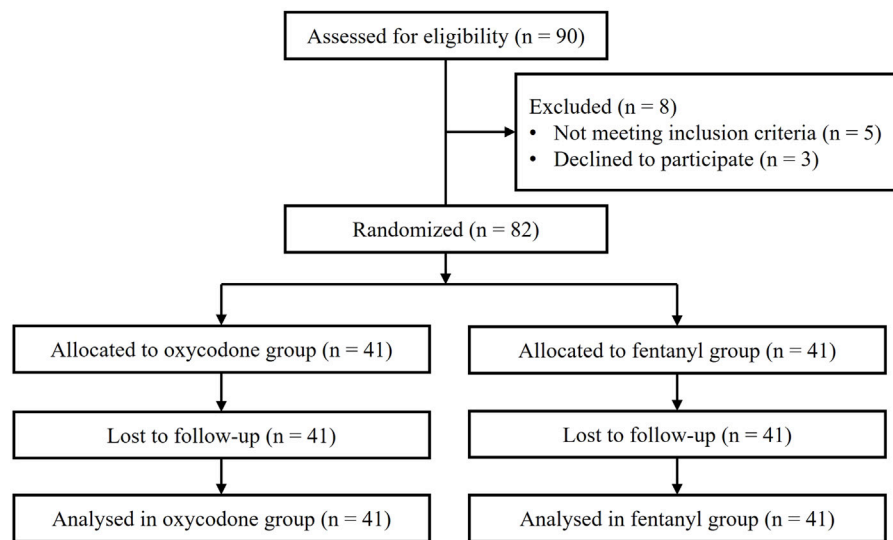 Assessed for eligibility (n = 90)
Excluded (n = 8)
• Not meeting inclusion criteria (n = 5)
• Declined to participate (n = 3)
Randomized (n = 82)
Allocated to oxycodone group (n = 41)
Allocated to fentanyl group (n = 41)
Lost to follow-up (n = 41)
Lost to follow-up (n = 41)
Analysed in oxycodone group (n = 41)
Analysed in fentanyl group (n = 41)